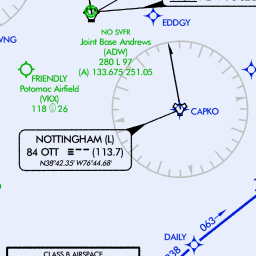 NO SVFR
EDDGY
Joint Base Andrews
(ADW)
280 L 97
(A) 133.675 251.05
FRIENDLY
Potomac Airfield
(VKX)
118 26
CAPKO
NOTTINGHAM (L)
84 OTT (113.7)
N38°42.35' W76°44.68'
063
DAILY
038
CLASS B AIRSPACE